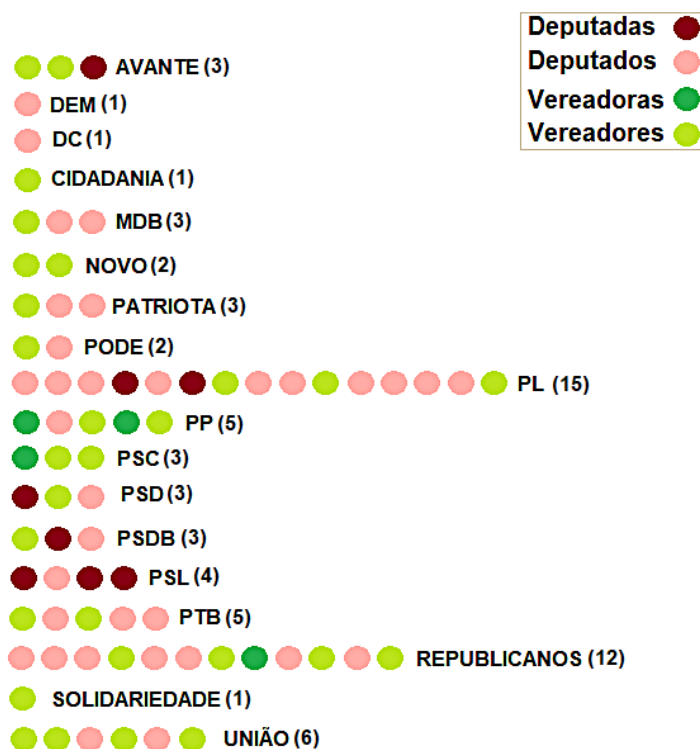 Deputadas
Deputados
Vereadoras
Vereadores
AVANTE (3)
DEM (1)
DC (1)
CIDADANIA (1)
MDB (3)
NOVO (2)
PATRIOTA (3)
PODE (2)
PL (15)
PP (5)
PSC (3)
PSD (3)
PSDB (3)
PSL (4)
PTB (5)
REPUBLICANOS (12)
SOLIDARIEDADE (1)
UNIÃO (6)